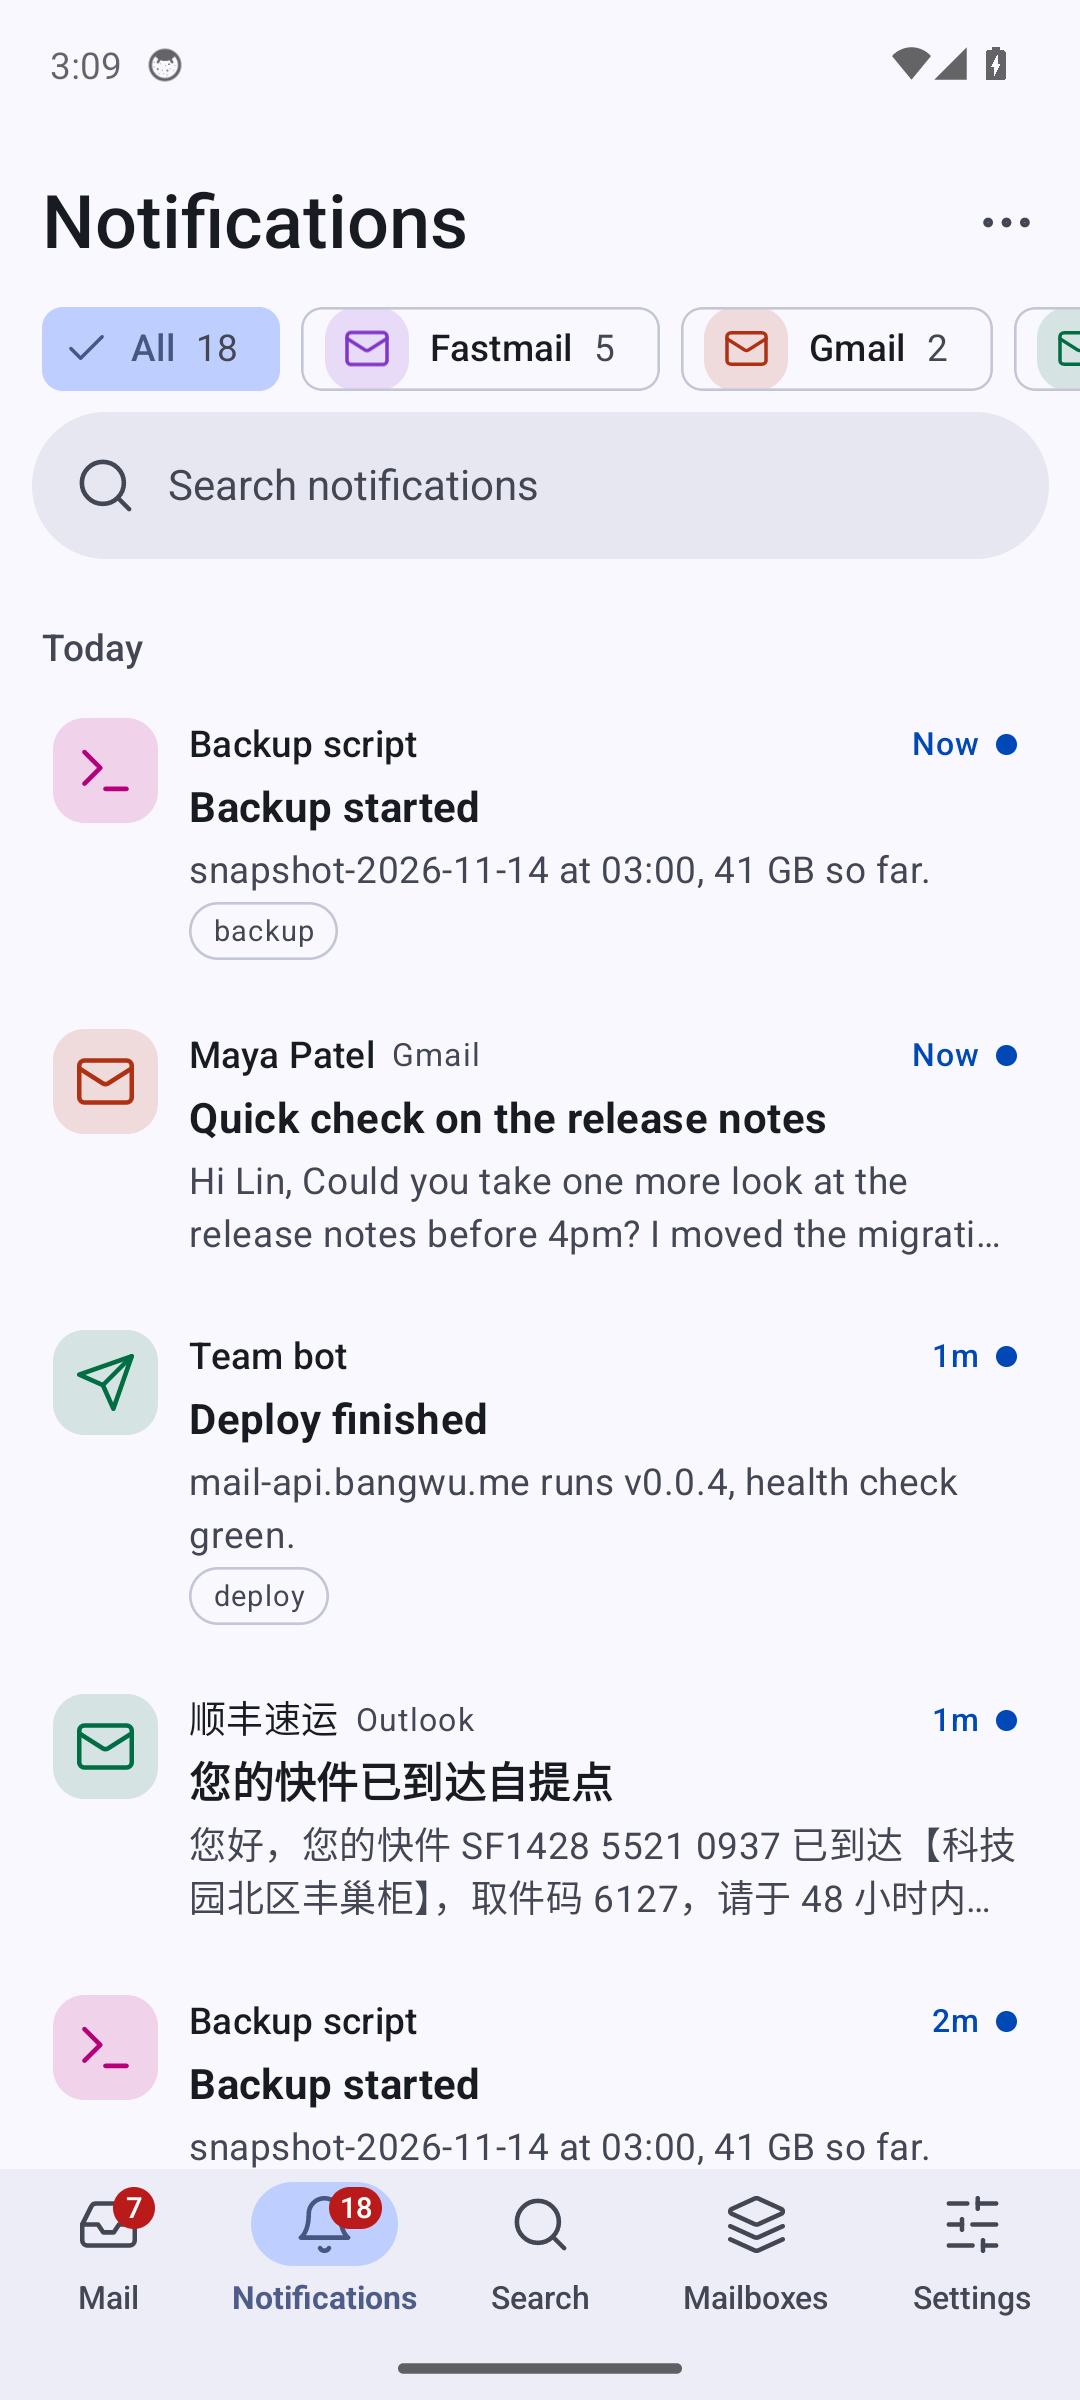 3:09
Notifications
All 18
Fastmail 5
Gmail 2
Search notifications
Today
Backup script Now
Backup started
snapshot-2026-11-14 at 03:00, 41 GB so far.
backup
Maya Patel Gmail Now
Quick check on the release notes
Hi Lin, Could you take one more look at the
release notes before 4pm? I moved the migrati…
Team bot 1m
Deploy finished
mail-api.bangwu.me runs v0.0.4, health check
green.
deploy
顺丰速运 Outlook 1m
您的快件已到达自提点
您好，您的快件 SF1428 5521 0937 已到达【科技
园北区丰巢柜】，取件码 6127，请于 48 小时内…
Backup script 2m
Backup started
snapshot-2026-11-14 at 03:00, 41 GB so far.
7
18
Mail
Notifications
Search
Mailboxes
Settings